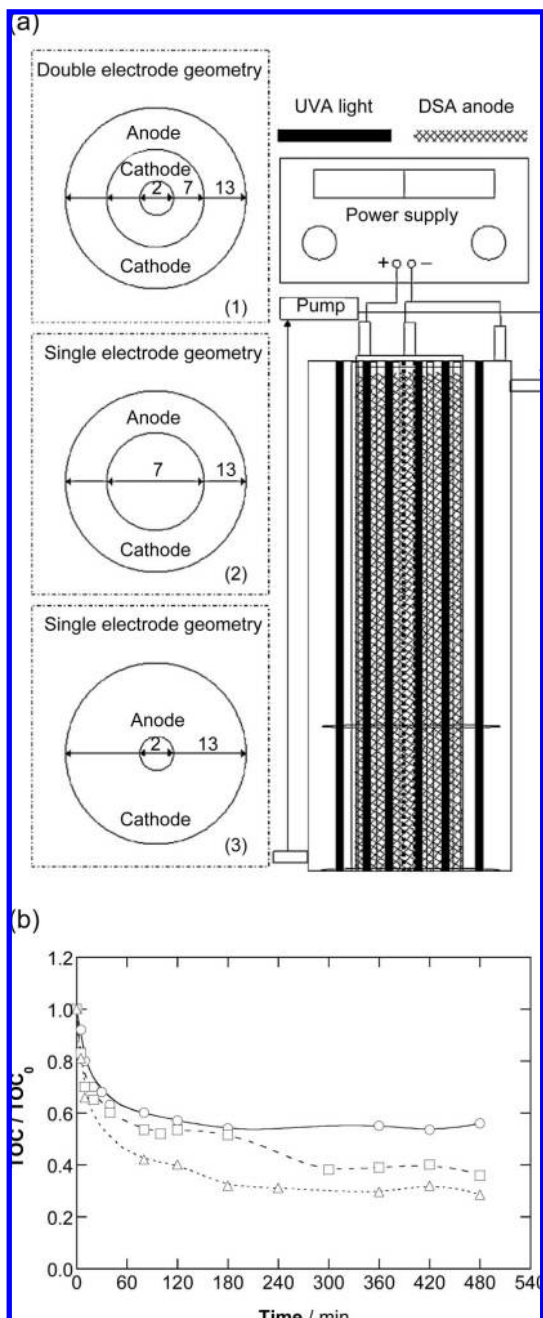 (a)
Double electrode geometry
Anode
Cathode
2 7 13
Cathode
(1)
UVA light DSA anode
Power supply
+ −
Pump
Single electrode geometry
Anode
7 13
Cathode
(2)
Single electrode geometry
Anode
2 13
Cathode
(3)
(b)
TOC / TOC0
1.2
1.0
0.8
0.6
0.4
0.2
0.0
0 60 120 180 240 300 360 420 480 540
Time / min